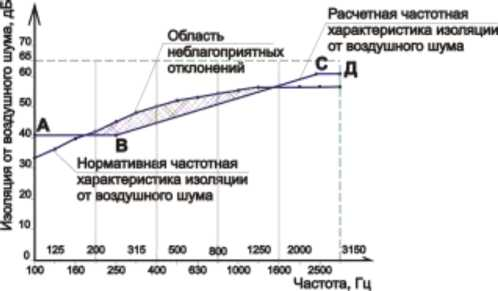 Изоляция от воздушного шума, дБ
Область
неблагоприятных
отклонений
Расчетная частотная
характеристика изоляции
от воздушного шума
70
65
60
50
40
30
20
10
0
А
В
С
Д
Нормативная частотная
характеристика изоляции
от воздушного шума
125 200 315 500 800 1250 2000 3150
100 160 250 400 630 1000 1600 2500
Частота, Гц